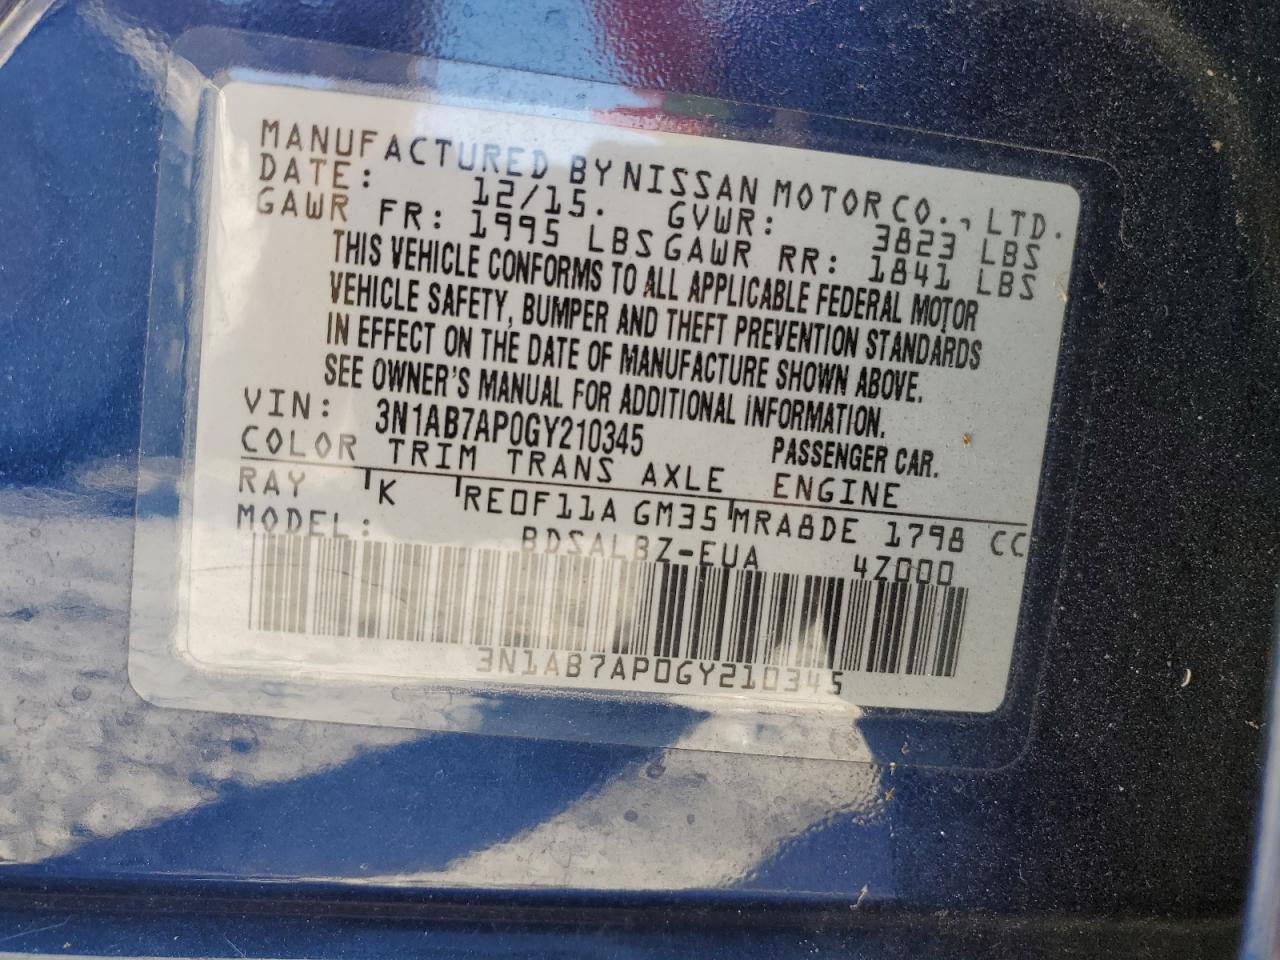 MANUFACTURED BY NISSAN MOTOR CO., LTD.
DATE: 12/15. GVWR: 3823 LBS
GAWR FR: 1995 LBS GAWR RR: 1841 LBS
THIS VEHICLE CONFORMS TO ALL APPLICABLE FEDERAL MOTOR
VEHICLE SAFETY, BUMPER AND THEFT PREVENTION STANDARDS
IN EFFECT ON THE DATE OF MANUFACTURE SHOWN ABOVE.
SEE OWNER'S MANUAL FOR ADDITIONAL INFORMATION.
VIN: 3N1AB7AP0GY210345 PASSENGER CAR.
COLOR TRIM TRANS AXLE ENGINE
RAY K RE0F11A GM35 MRA8DE 1798 CC
MODEL: BDSALBZ-EUA 4Z000
3N1AB7AP0GY210345